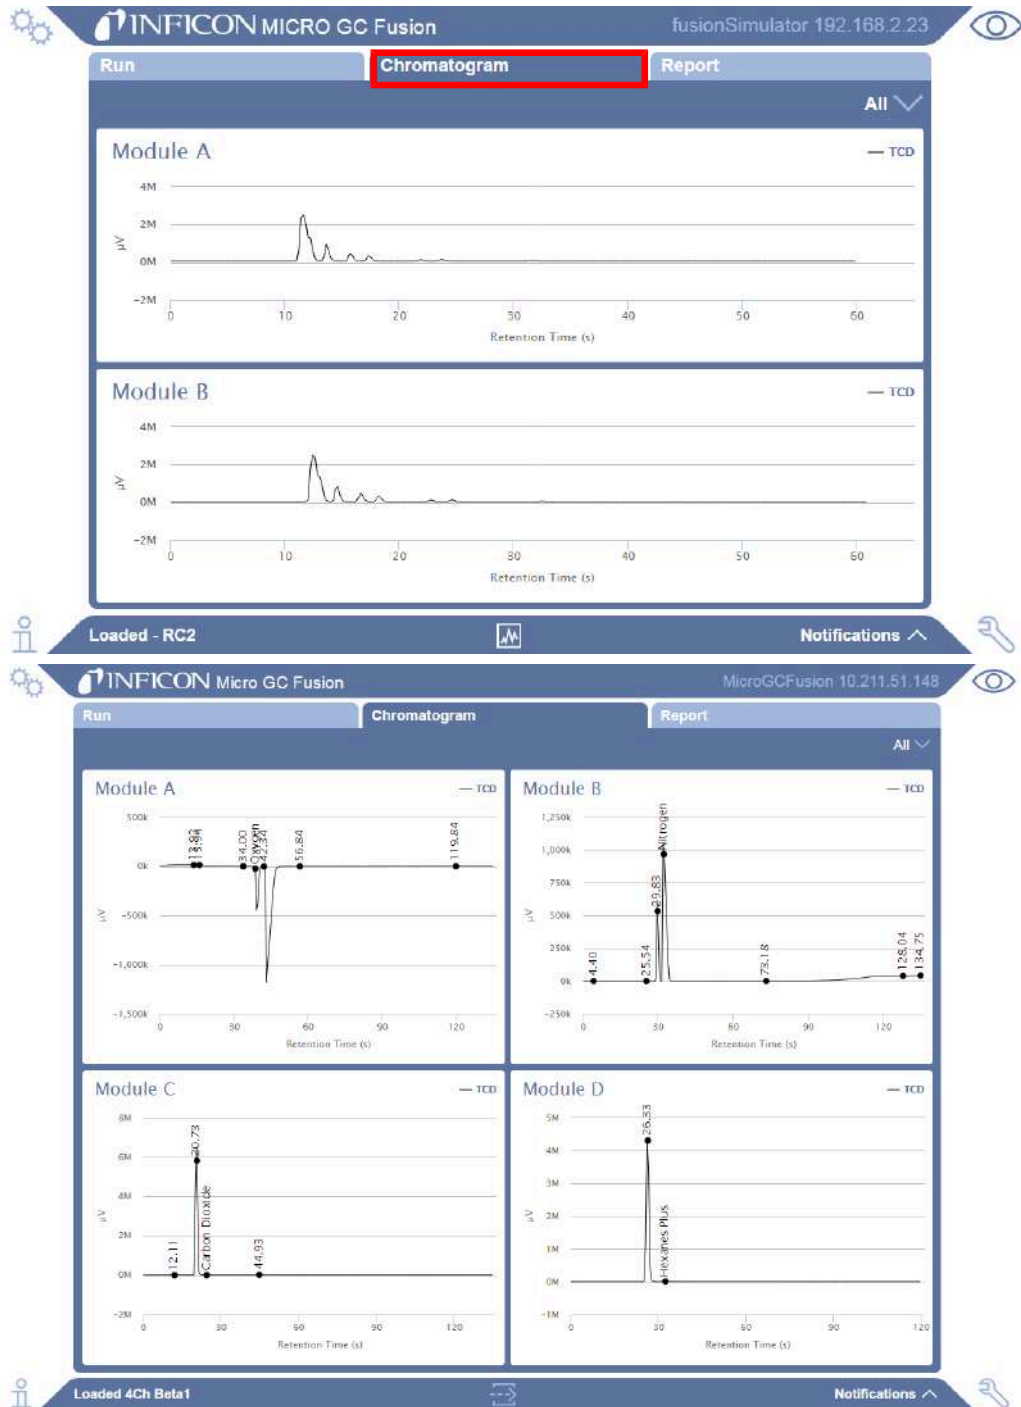 INFICON MICRO GC Fusion
fusionSimulator 192.168.2.23
Run
Chromatogram
Report
All
Module A
TCD
4M
2M
0M
−2M
µV
0 10 20 30 40 50 60
Retention Time (s)
Module B
TCD
4M
2M
0M
−2M
µV
0 10 20 30 40 50 60
Retention Time (s)
Loaded - RC2
Notifications
INFICON Micro GC Fusion
MicroGCFusion 10.211.51.148
Run
Chromatogram
Report
All
Module A
TCD
500k
0k
−500k
−1,000k
−1,500k
µV
34.00
Oxygen
42.34
56.84
119.84
0 30 60 90 120
Retention Time (s)
Module B
TCD
1,250k
1,000k
750k
500k
250k
0k
−250k
µV
4.40
25.54
29.83
Nitrogen
73.18
128.04
134.75
0 30 60 90 120
Retention Time (s)
Module C
TCD
8M
6M
4M
2M
0M
−2M
µV
12.11
20.73
Carbon Dioxide
44.93
0 30 60 90 120
Retention Time (s)
Module D
TCD
5M
4M
3M
2M
1M
0M
−1M
µV
26.33
Hexanes Plus
0 30 60 90 120
Retention Time (s)
Loaded 4Ch Beta1
Notifications